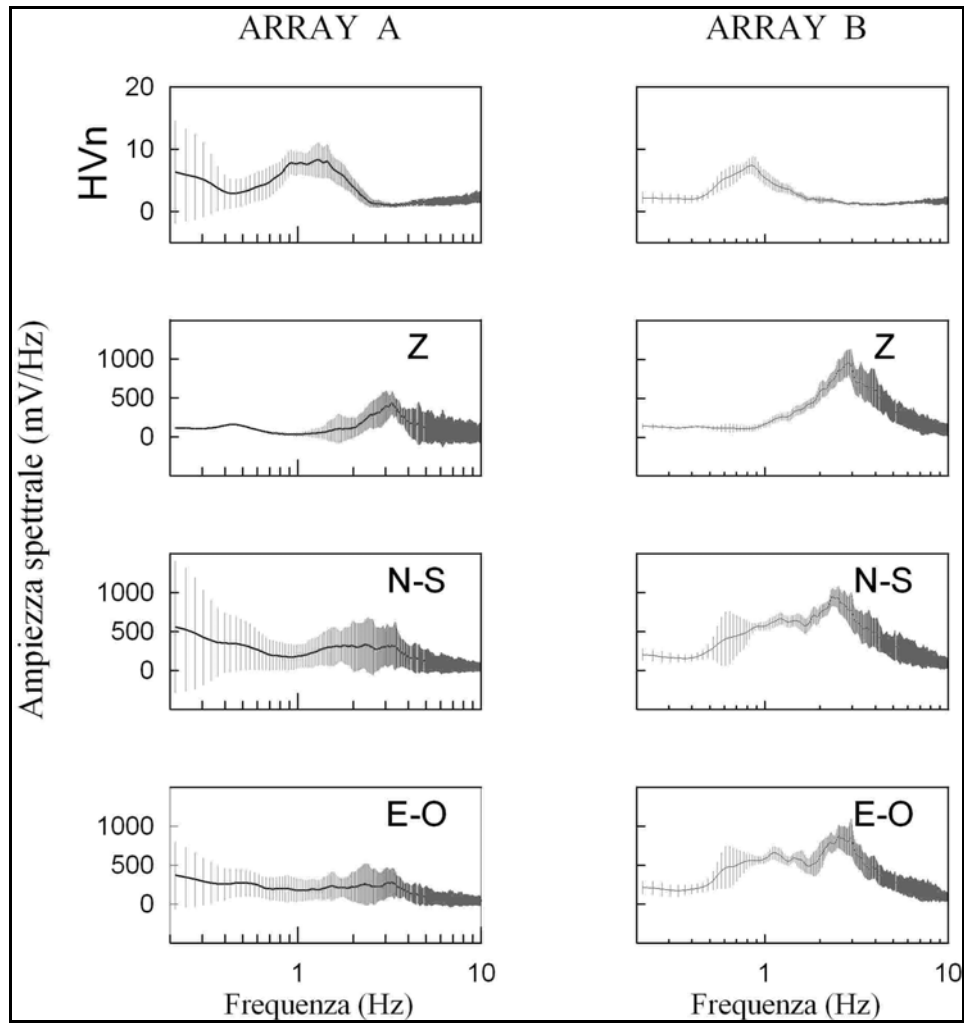 ARRAY A
ARRAY B
HVn
20
10
0
Ampiezza spettrale (mV/Hz)
Z
1000
500
0
Z
N-S
1000
500
0
N-S
E-O
1000
500
0
E-O
1
10
1
10
Frequenza (Hz)
Frequenza (Hz)